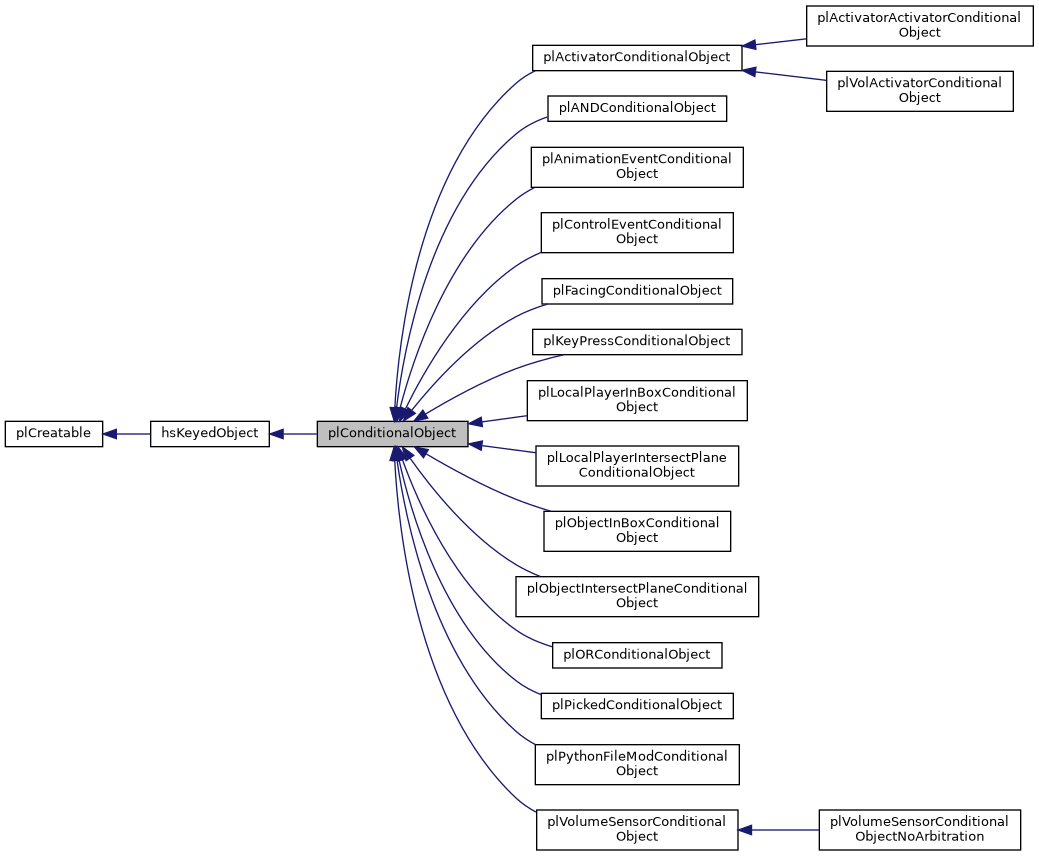 plActivatorActivatorConditional
Object
plActivatorConditionalObject
plVolActivatorConditional
Object
plANDConditionalObject
plAnimationEventConditional
Object
plControlEventConditional
Object
plFacingConditionalObject
plKeyPressConditionalObject
plLocalPlayerInBoxConditional
Object
plCreatable
hsKeyedObject
plConditionalObject
plLocalPlayerIntersectPlane
ConditionalObject
plObjectInBoxConditional
Object
plObjectIntersectPlaneConditional
Object
plORConditionalObject
plPickedConditionalObject
plPythonFileModConditional
Object
plVolumeSensorConditional
Object
plVolumeSensorConditional
ObjectNoArbitration